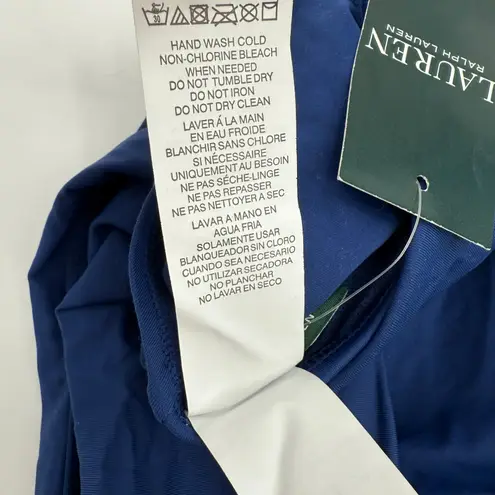 HAND WASH COLD
NON-CHLORINE BLEACH
WHEN NEEDED
DO NOT TUMBLE DRY
DO NOT IRON
DO NOT DRY CLEAN
LAVER Á LA MAIN
EN EAU FROIDE
BLANCHIR SANS CHLORE
SI NÉCESSAIRE
UNIQUEMENT AU BESOIN
NE PAS SÉCHE-LINGE
NE PAS REPASSER
NE PAS NETTOYER A SEC
LAVAR A MANO EN
AGUA FRIA
SOLAMENTE USAR
BLANQUEADOR SIN CLORO
CUANDO SEA NECESARIO
NO UTILIZAR SECADORA
NO PLANCHAR
NO LAVAR EN SECO
LAUREN
RALPH LAUREN